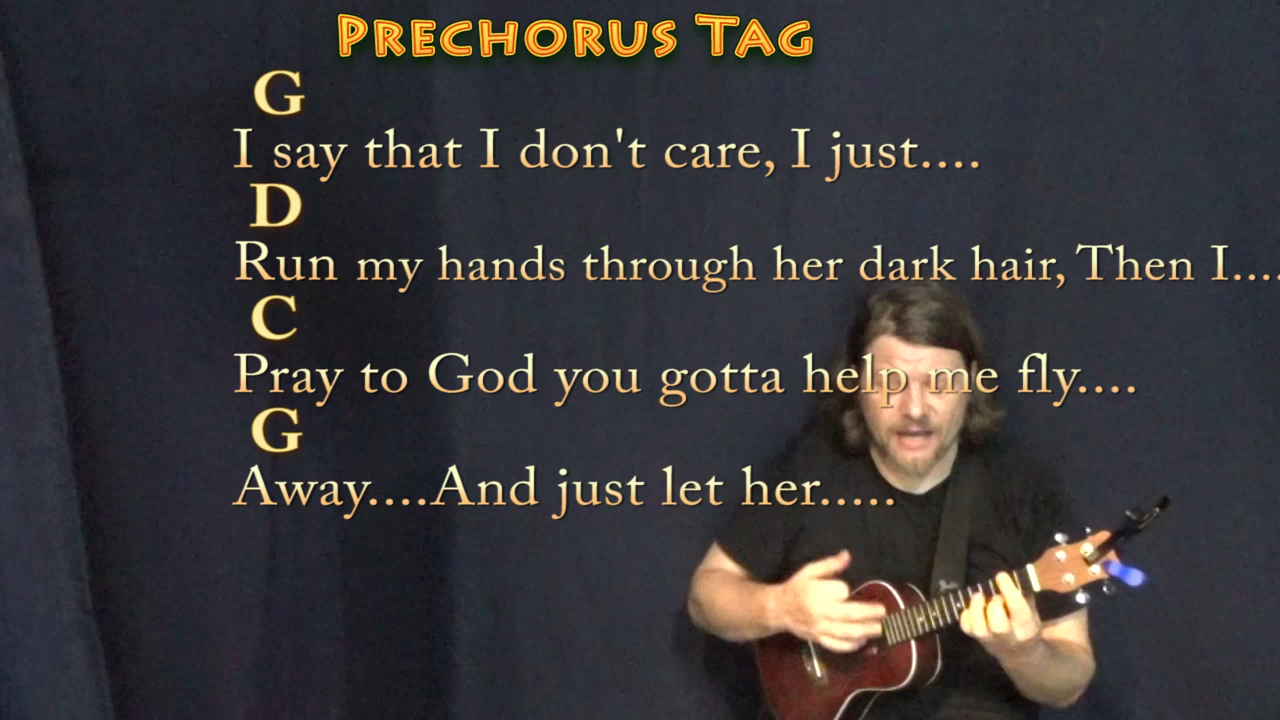 PRECHORUS TAG
G
I say that I don't care, I just....
D
Run my hands through her dark hair, Then I....
C
Pray to God you gotta help me fly....
G
Away....And just let her.....